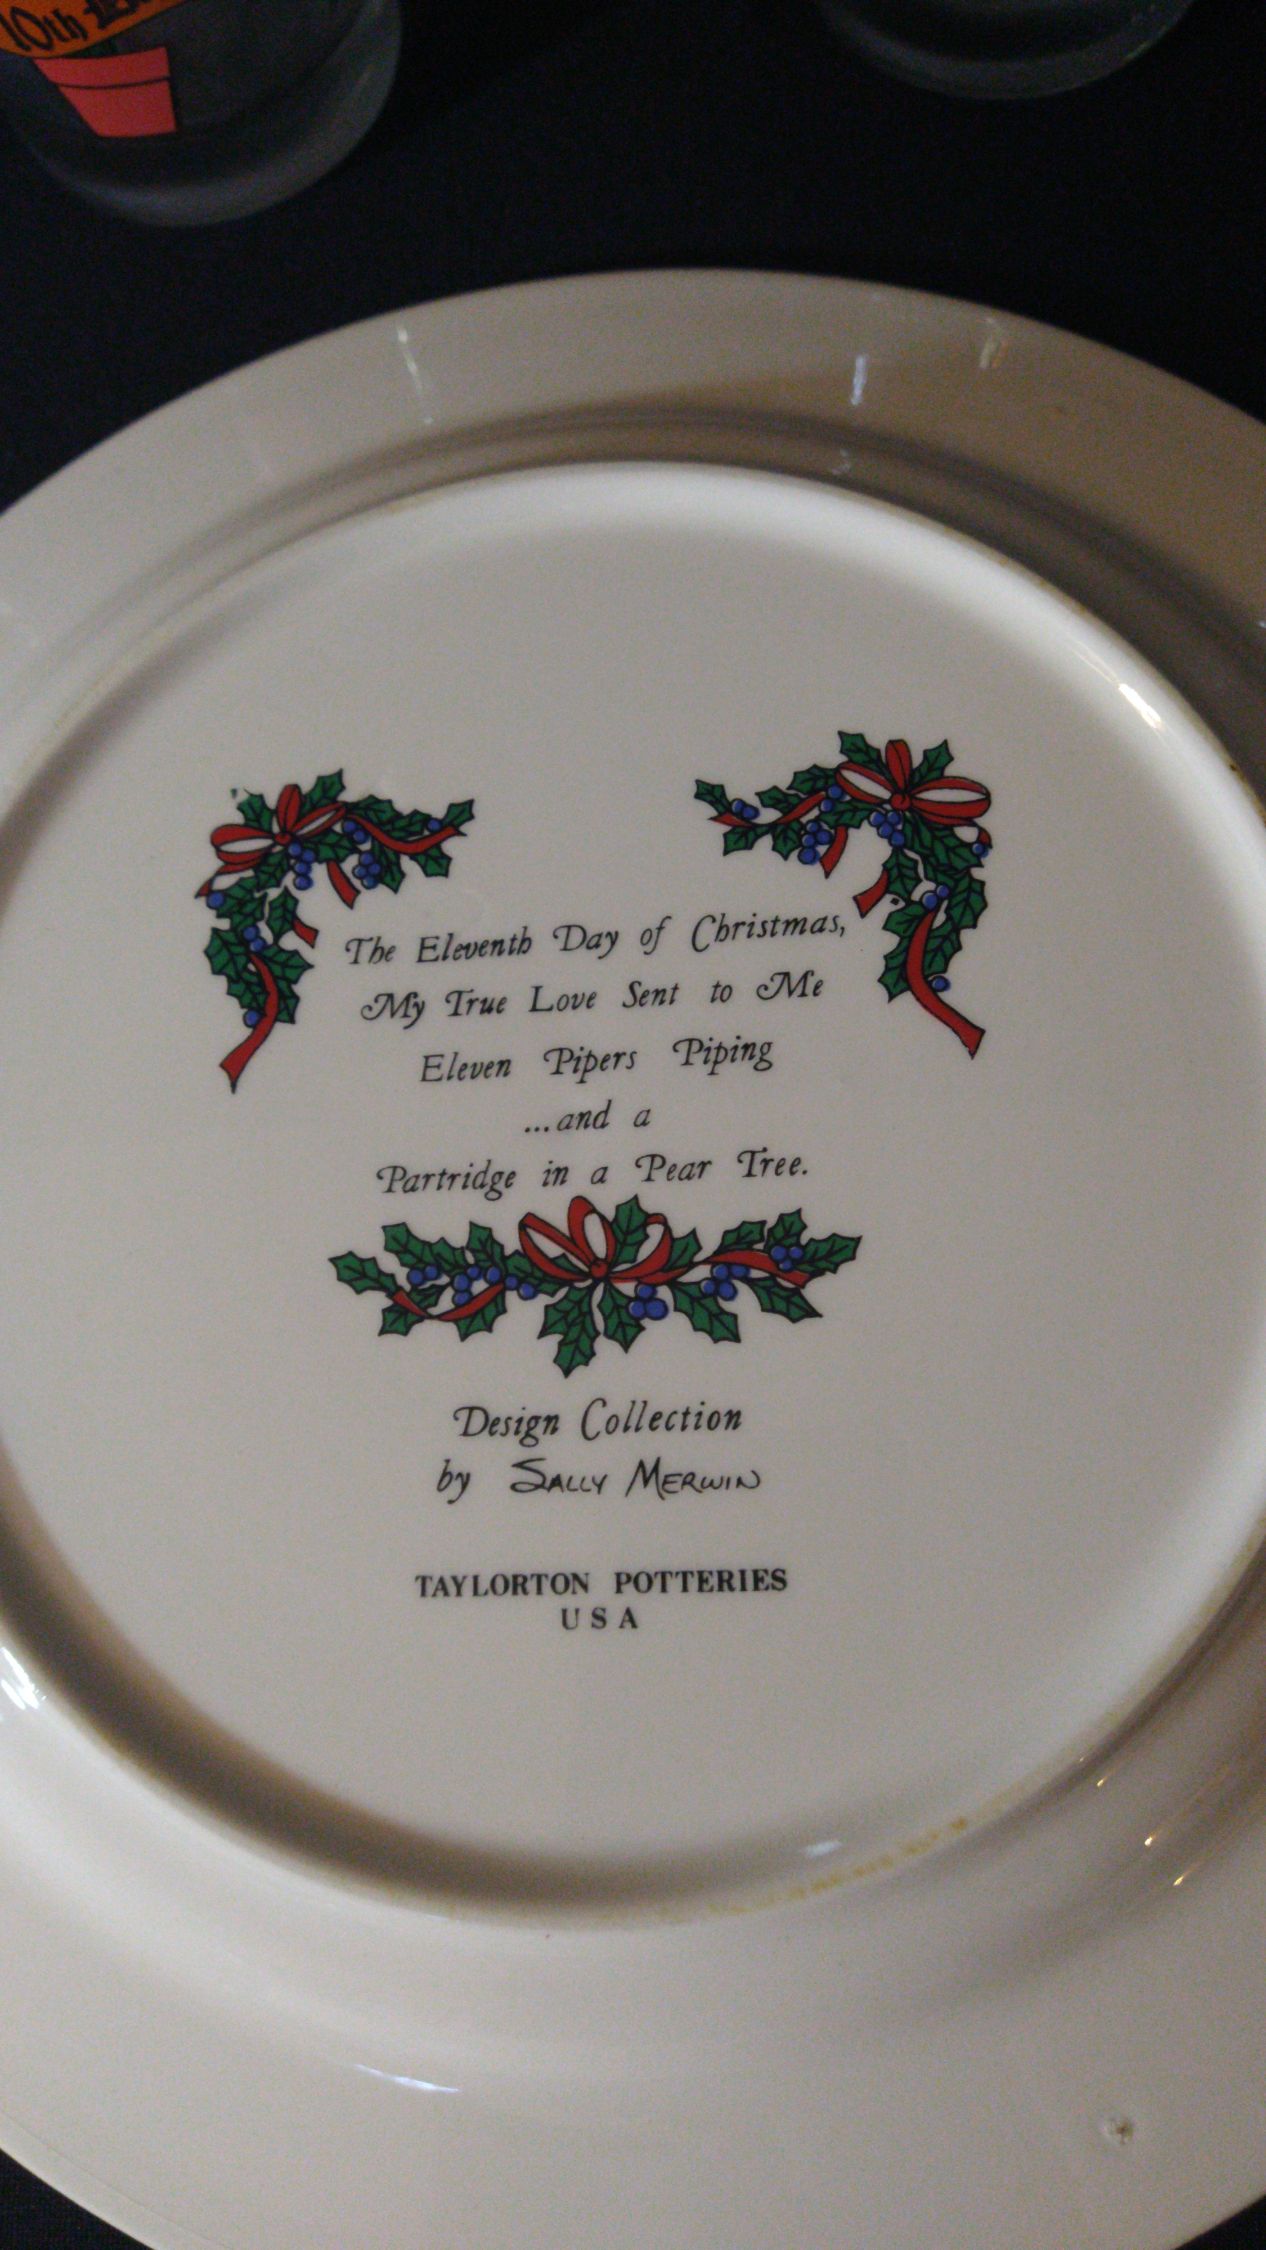 10th
The Eleventh Day of Christmas,
My True Love Sent to Me
Eleven Pipers Piping
...and a
Partridge in a Pear Tree.
Design Collection
by SALLY MERWIN
TAYLORTON POTTERIES
USA